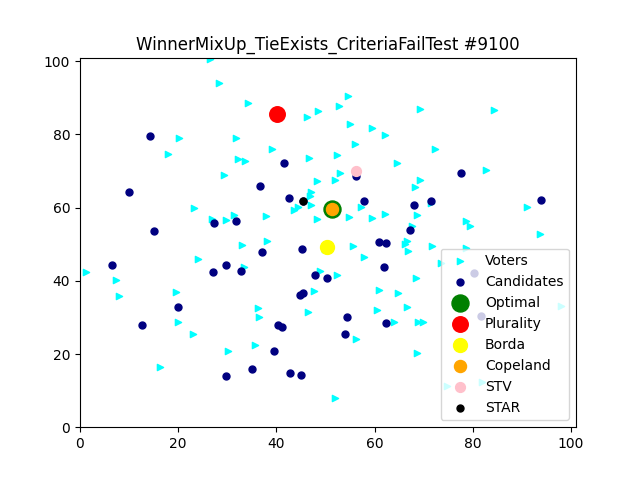 WinnerMixUp_TieExists_CriteriaFailTest #9100
100
80
60
40
20
0
Voters
Candidates
Optimal
Plurality
Borda
Copeland
STV
STAR
0 20 40 60 80 100